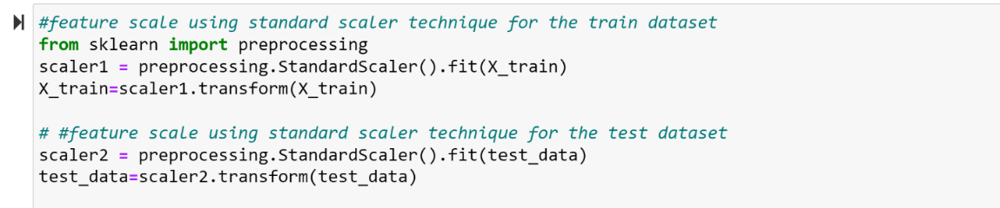 #feature scale using standard scaler technique for the train dataset
from sklearn import preprocessing
scaler1 = preprocessing.StandardScaler().fit(X_train)
X_train=scaler1.transform(X_train)
# #feature scale using standard scaler technique for the test dataset
scaler2 = preprocessing.StandardScaler().fit(test_data)
test_data=scaler2.transform(test_data)